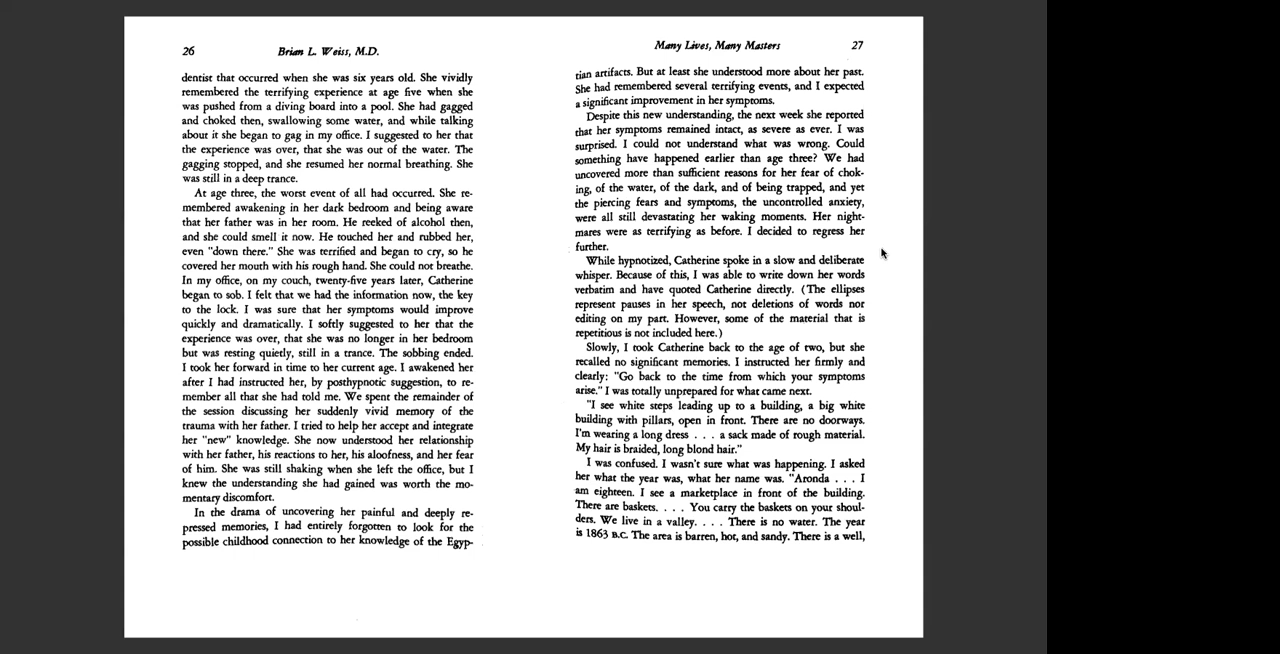 26
Brian L. Weiss, M.D.
dentist that occurred when she was six years old. She vividly
remembered the terrifying experience at age five when she
was pushed from a diving board into a pool. She had gagged
and choked then, swallowing some water, and while talking
about it she began to gag in my office. I suggested to her that
the experience was over, that she was out of the water. The
gagging stopped, and she resumed her normal breathing. She
was still in a deep trance.
At age three, the worst event of all had occurred. She re-
membered awakening in her dark bedroom and being aware
that her father was in her room. He reeked of alcohol then,
and she could smell it now. He touched her and rubbed her,
even "down there." She was terrified and began to cry, so he
covered her mouth with his rough hand. She could not breathe.
In my office, on my couch, twenty-five years later, Catherine
began to sob. I felt that we had the information now, the key
to the lock. I was sure that her symptoms would improve
quickly and dramatically. I softly suggested to her that the
experience was over, that she was no longer in her bedroom
but was resting quietly, still in a trance. The sobbing ended.
I took her forward in time to her current age. I awakened her
after I had instructed her, by posthypnotic suggestion, to re-
member all that she had told me. We spent the remainder of
the session discussing her suddenly vivid memory of the
trauma with her father. I tried to help her accept and integrate
her "new" knowledge. She now understood her relationship
with her father, his reactions to her, his aloofness, and her fear
of him. She was still shaking when she left the office, but I
knew the understanding she had gained was worth the mo-
mentary discomfort.
In the drama of uncovering her painful and deeply re-
pressed memories, I had entirely forgotten to look for the
possible childhood connection to her knowledge of the Egyp-
Many Lives, Many Masters
27
tian artifacts. But at least she understood more about her past.
She had remembered several terrifying events, and I expected
a significant improvement in her symptoms.
Despite this new understanding, the next week she reported
that her symptoms remained intact, as severe as ever. I was
surprised. I could not understand what was wrong. Could
something have happened earlier than age three? We had
uncovered more than sufficient reasons for her fear of chok-
ing, of the water, of the dark, and of being trapped, and yet
the piercing fears and symptoms, the uncontrolled anxiety,
were all still devastating her waking moments. Her night-
mares were as terrifying as before. I decided to regress her
further.
While hypnotized, Catherine spoke in a slow and deliberate
whisper. Because of this, I was able to write down her words
verbatim and have quoted Catherine directly. (The ellipses
represent pauses in her speech, not deletions of words nor
editing on my part. However, some of the material that is
repetitious is not included here.)
Slowly, I took Catherine back to the age of two, but she
recalled no significant memories. I instructed her firmly and
clearly: "Go back to the time from which your symptoms
arise." I was totally unprepared for what came next.
"I see white steps leading up to a building, a big white
building with pillars, open in front. There are no doorways.
I'm wearing a long dress . . . a sack made of rough material.
My hair is braided, long blond hair."
I was confused. I wasn't sure what was happening. I asked
her what the year was, what her name was. "Aronda . . . I
am eighteen. I see a marketplace in front of the building.
There are baskets. . . . You carry the baskets on your shoul-
ders. We live in a valley. . . . There is no water. The year
is 1863 B.C. The area is barren, hot, and sandy. There is a well,